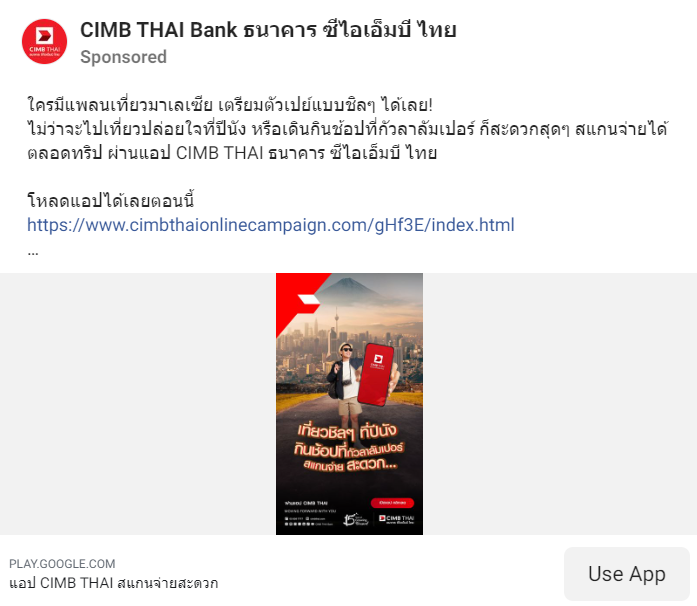 CIMB THAI Bank ธนาคาร ซีไอเอ็มบี ไทย
Sponsored
CIMB THAI
ใครมีแพลนเที่ยวมาเลเซีย เตรียมตัวเปย์แบบชิลๆ ได้เลย!
ไม่ว่าจะไปเที่ยวปล่อยใจที่ปีนัง หรือเดินกินช้อปที่กัวลาลัมเปอร์ ก็สะดวกสุดๆ สแกนจ่ายได้
ตลอดทริป ผ่านแอป CIMB THAI ธนาคาร ซีไอเอ็มบี ไทย
โหลดแอปได้เลยตอนนี้
https://www.cimbthaionlinecampaign.com/gHf3E/index.html
...
CIMB THAI
เที่ยวชิลๆ ที่ปีนัง
กินช้อปที่กัวลาลัมเปอร์
สแกนจ่าย สะดวก...
CIMB THAI
MOVING FORWARD WITH YOU
CIMB THAI
PLAY.GOOGLE.COM
แอป CIMB THAI สแกนจ่ายสะดวก
Use App